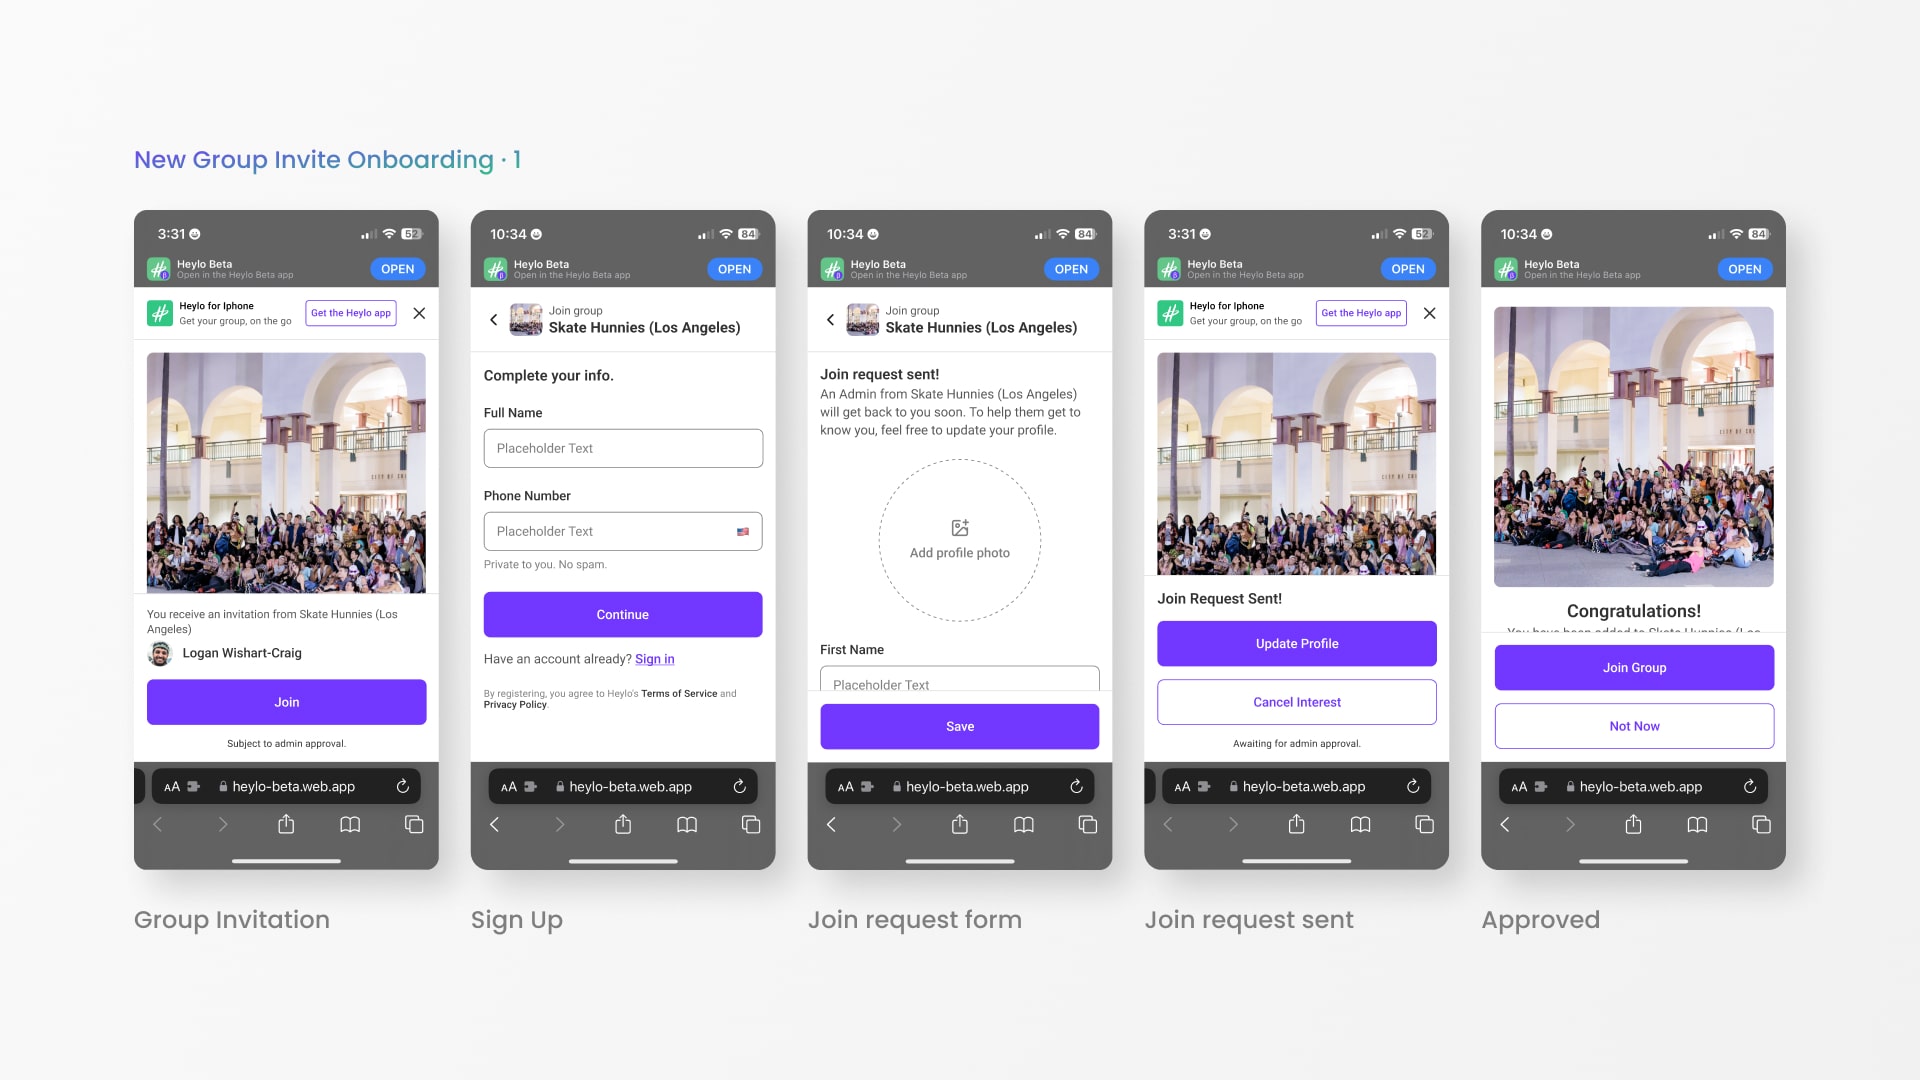 New Group Invite Onboarding · 1
3:31
52
Heylo Beta
Open in the Heylo Beta app
OPEN
Heylo for Iphone
Get your group, on the go
Get the Heylo app
You receive an invitation from Skate Hunnies (Los
Angeles)
Logan Wishart-Craig
Join
Subject to admin approval.
AA
heylo-beta.web.app
Group Invitation
10:34
84
Heylo Beta
Open in the Heylo Beta app
OPEN
Join group
Skate Hunnies (Los Angeles)
Complete your info.
Full Name
Placeholder Text
Phone Number
Placeholder Text
Private to you. No spam.
Continue
Have an account already? Sign in
By registering, you agree to Heylo's Terms of Service and
Privacy Policy.
AA
heylo-beta.web.app
Sign Up
10:34
84
Heylo Beta
Open in the Heylo Beta app
OPEN
Join group
Skate Hunnies (Los Angeles)
Join request sent!
An Admin from Skate Hunnies (Los Angeles)
will get back to you soon. To help them get to
know you, feel free to update your profile.
Add profile photo
First Name
Placeholder Text
Save
AA
heylo-beta.web.app
Join request form
3:31
52
Heylo Beta
Open in the Heylo Beta app
OPEN
Heylo for Iphone
Get your group, on the go
Get the Heylo app
Join Request Sent!
Update Profile
Cancel Interest
Awaiting for admin approval.
AA
heylo-beta.web.app
Join request sent
10:34
84
Heylo Beta
Open in the Heylo Beta app
OPEN
CITY OF
Congratulations!
You have been added to Skate Hunnies (Los
Join Group
Not Now
AA
heylo-beta.web.app
Approved